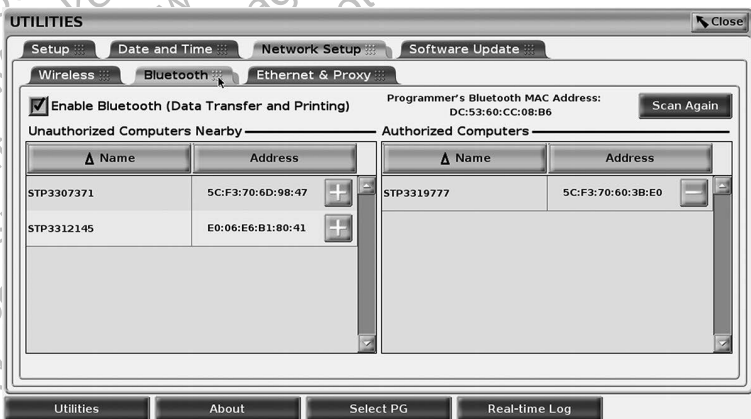 UTILITIES
Close
Setup
Date and Time
Network Setup
Software Update
Wireless
Bluetooth
Ethernet & Proxy
Enable Bluetooth (Data Transfer and Printing)
Programmer's Bluetooth MAC Address:
DC:53:60:CC:08:B6
Scan Again
Unauthorized Computers Nearby
Authorized Computers
Δ Name
Address
Δ Name
Address
STP3307371
5C:F3:70:6D:98:47
STP3319777
5C:F3:70:60:3B:E0
STP3312145
E0:06:E6:B1:80:41
Utilities
About
Select PG
Real-time Log